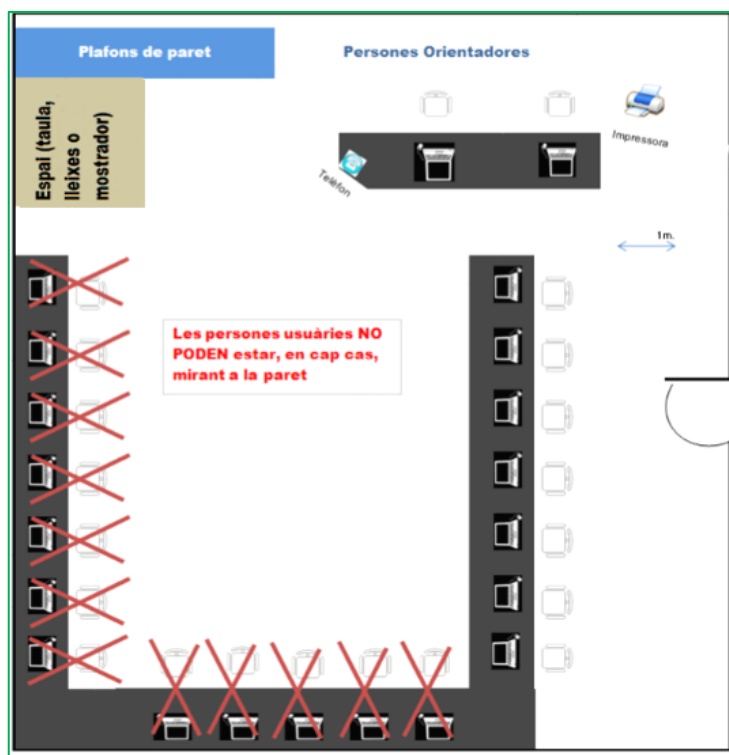 Plafons de paret
Persones Orientadores
Espai (taula,
lleixes o
mostrador)
Impressora
Telèfon
1m.
Les persones usuàries NO
PODEN estar, en cap cas,
mirant a la paret